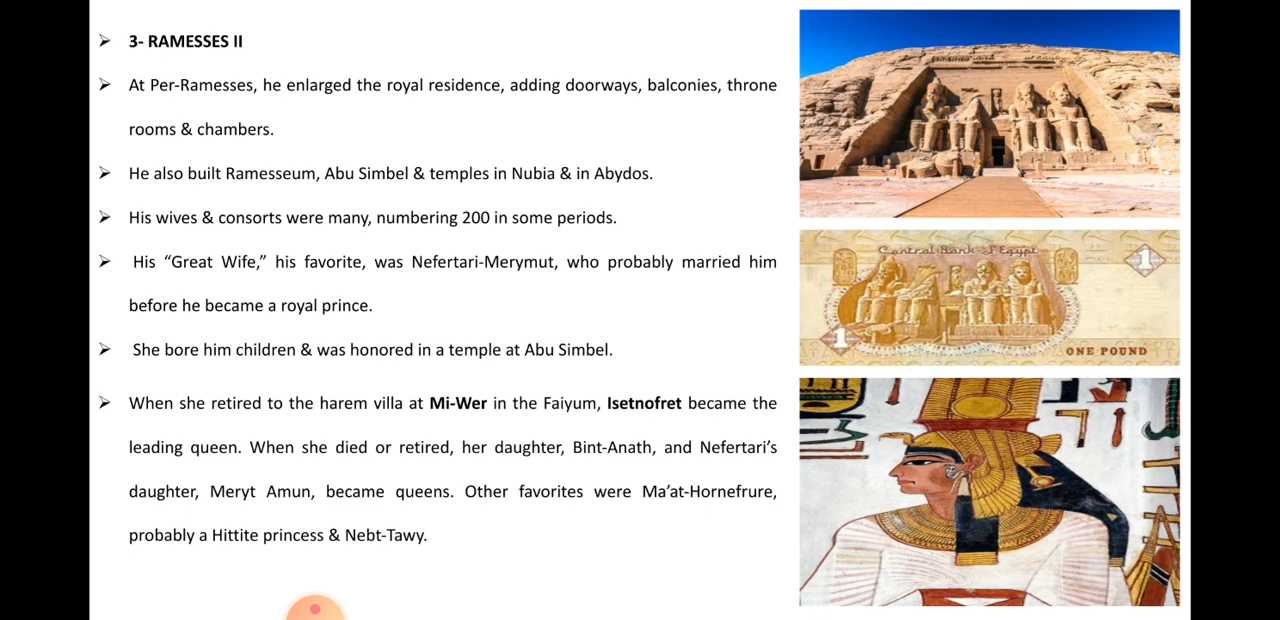 3- RAMESSES II
At Per-Ramesses, he enlarged the royal residence, adding doorways, balconies, throne
rooms & chambers.
He also built Ramesseum, Abu Simbel & temples in Nubia & in Abydos.
His wives & consorts were many, numbering 200 in some periods.
His “Great Wife,” his favorite, was Nefertari-Merymut, who probably married him
before he became a royal prince.
She bore him children & was honored in a temple at Abu Simbel.
When she retired to the harem villa at Mi-Wer in the Faiyum, Isetnofret became the
leading queen. When she died or retired, her daughter, Bint-Anath, and Nefertari’s
daughter, Meryt Amun, became queens. Other favorites were Ma’at-Hornefrure,
probably a Hittite princess & Nebt-Tawy.
Central Bank of Egypt
1
1
ONE POUND